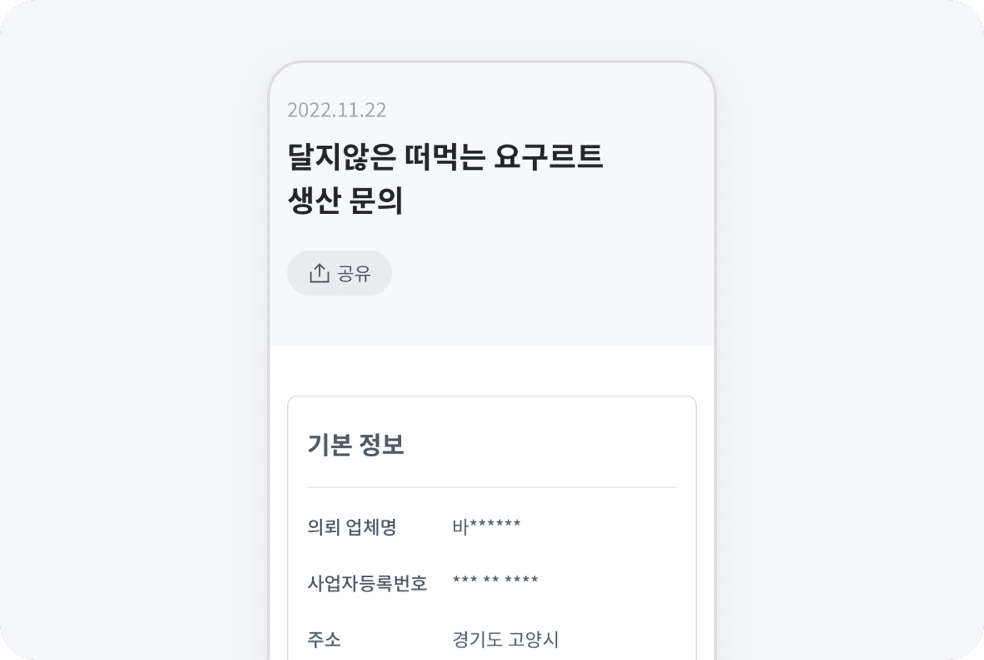 2022.11.22
달지않은 떠먹는 요구르트
생산 문의
공유
기본 정보
의뢰 업체명 바******
사업자등록번호 *** ** ****
주소 경기도 고양시